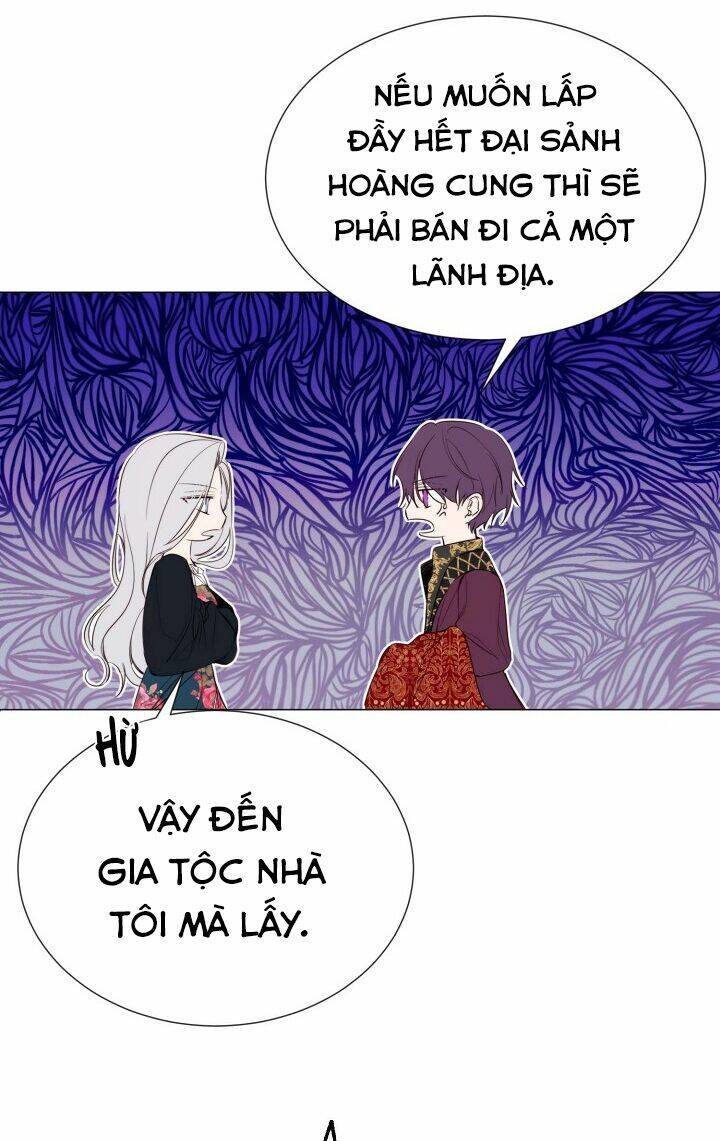 NẾU MUỐN LẤP
ĐẦY HẾT ĐẠI SẢNH
HOÀNG CUNG THÌ SẼ
PHẢI BÁN ĐI CẢ MỘT
LÃNH ĐỊA.
HỪ
VẬY ĐẾN
GIA TỘC NHÀ
TÔI MÀ LẤY.